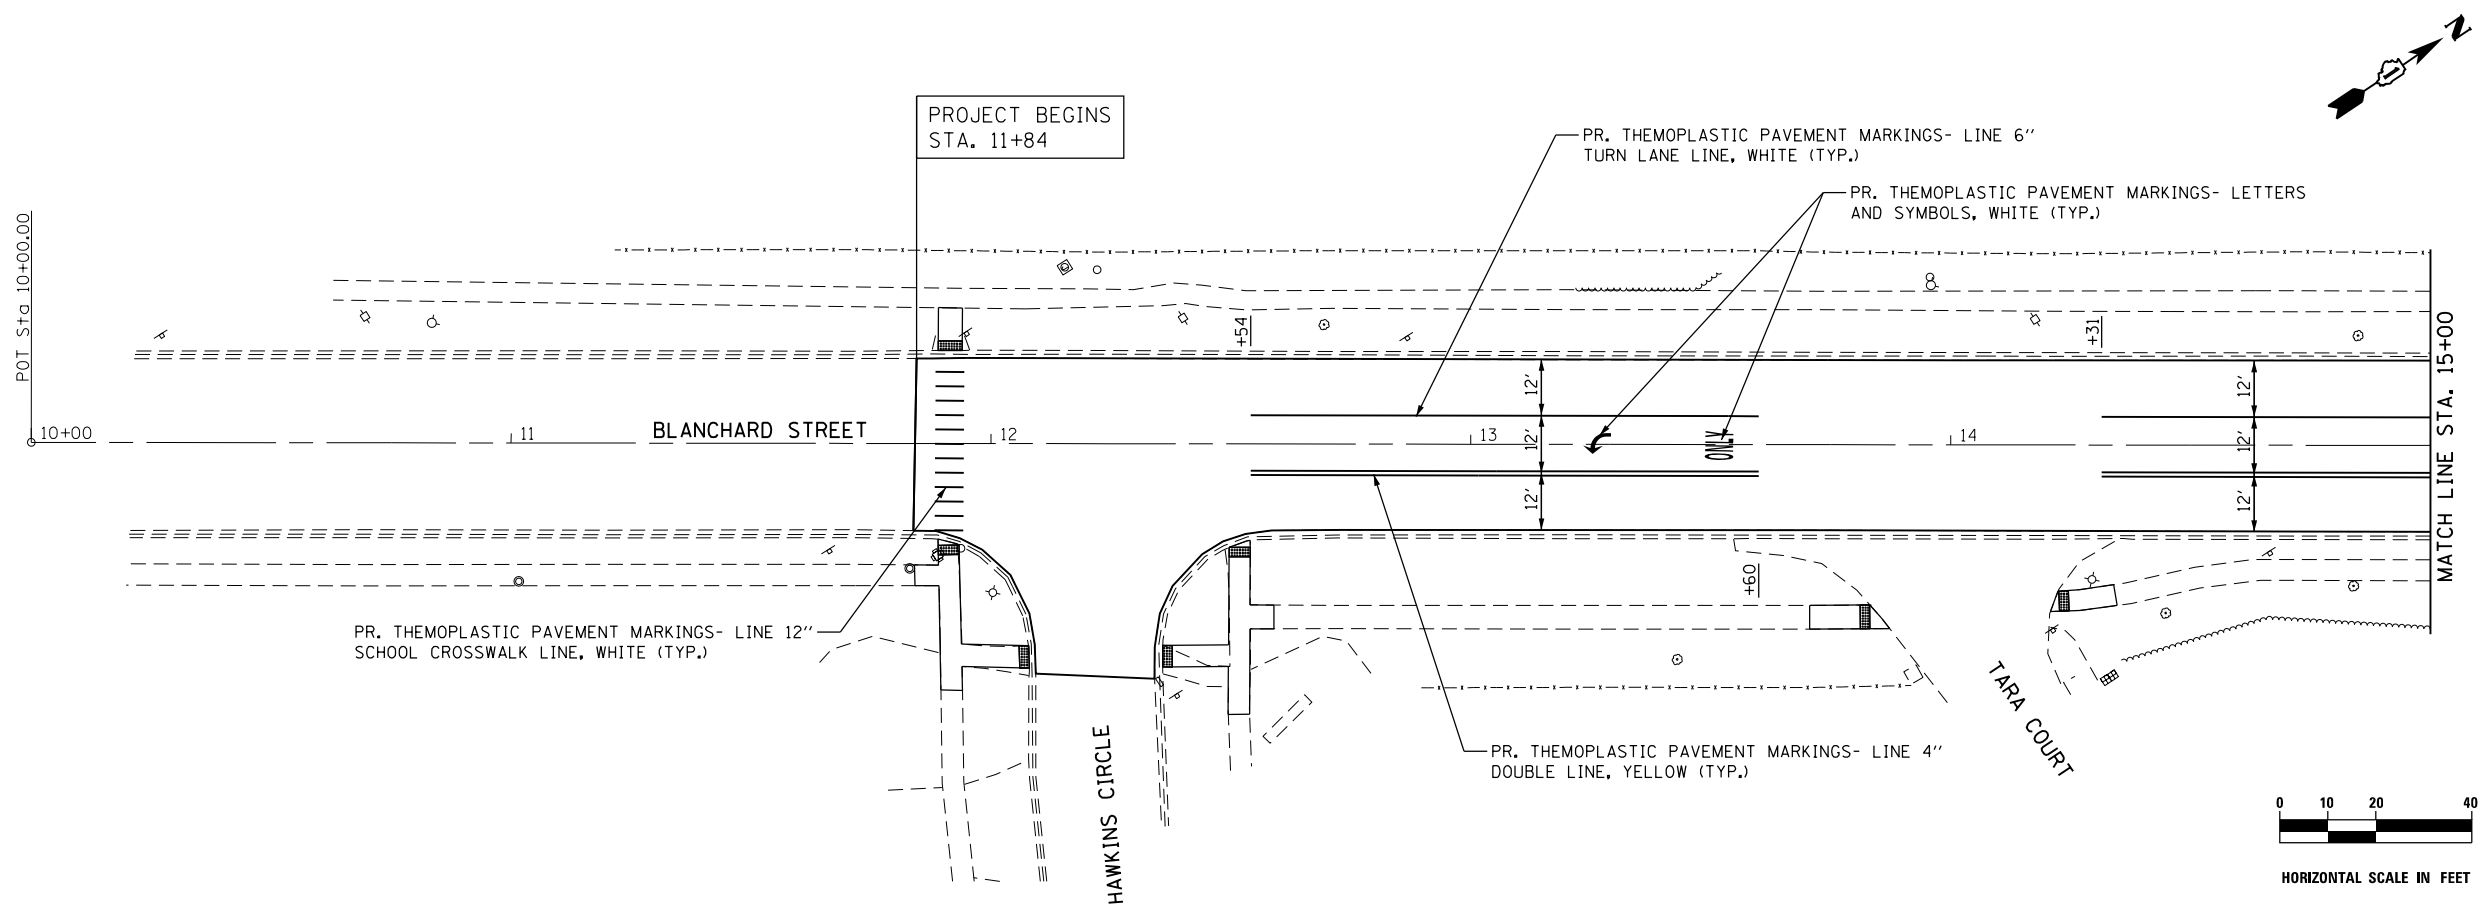 N
PROJECT BEGINS
STA. 11+84
PR. THEMOPLASTIC PAVEMENT MARKINGS- LINE 6''
TURN LANE LINE, WHITE (TYP.)
PR. THEMOPLASTIC PAVEMENT MARKINGS- LETTERS
AND SYMBOLS, WHITE (TYP.)
POT Sta 10+00.00
+54
+31
MATCH LINE STA. 15+00
12'
12'
10+00
11
BLANCHARD STREET
12
13
12'
ONLY
14
12'
12'
12'
+60
PR. THEMOPLASTIC PAVEMENT MARKINGS- LINE 12''
SCHOOL CROSSWALK LINE, WHITE (TYP.)
HAWKINS CIRCLE
TARA COURT
PR. THEMOPLASTIC PAVEMENT MARKINGS- LINE 4''
DOUBLE LINE, YELLOW (TYP.)
0 10 20 40
HORIZONTAL SCALE IN FEET